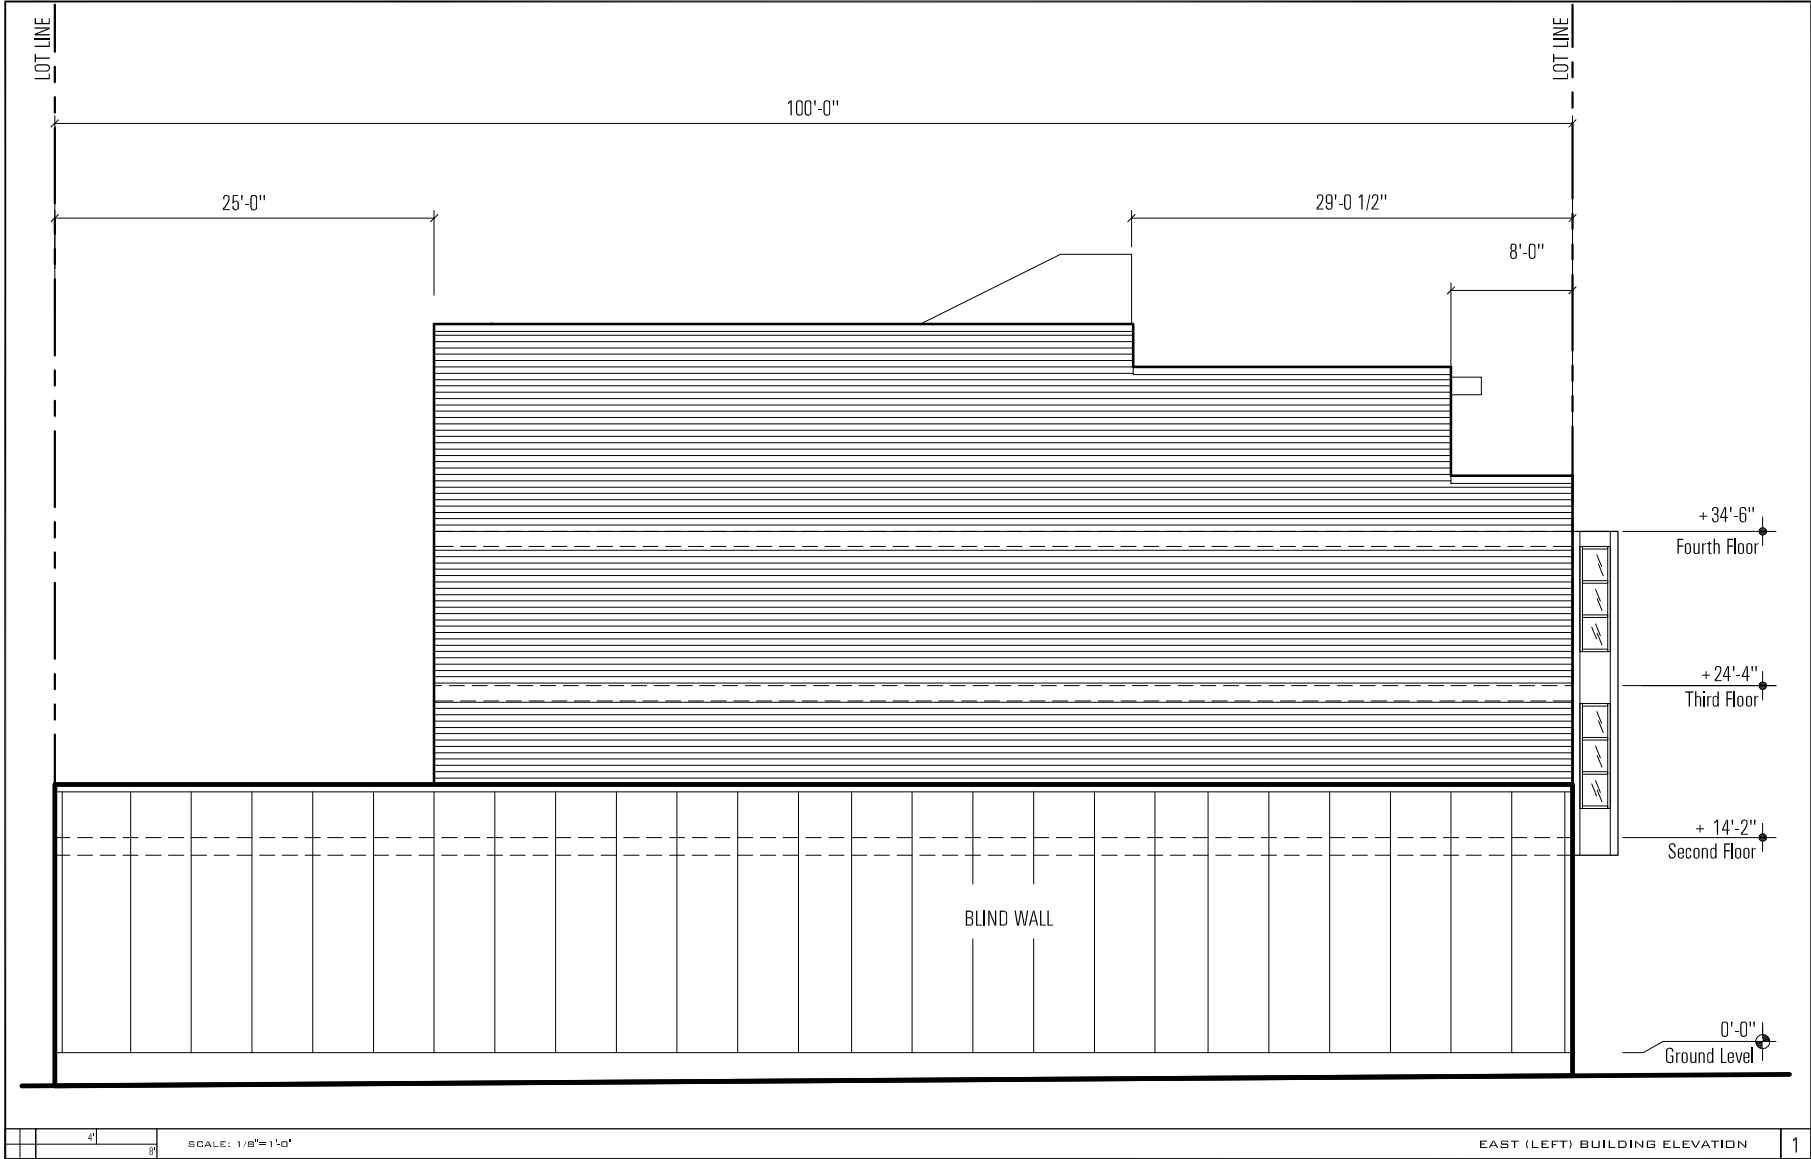 LOT LINE
LOT LINE
100'-0"
25'-0"
29'-0 1/2"
8'-0"
+ 34'-6"
Fourth Floor
+ 24'-4"
Third Floor
+ 14'-2"
Second Floor
BLIND WALL
0'-0"
Ground Level
4'
8'
SCALE: 1/8"=1'-0"
EAST (LEFT) BUILDING ELEVATION
1